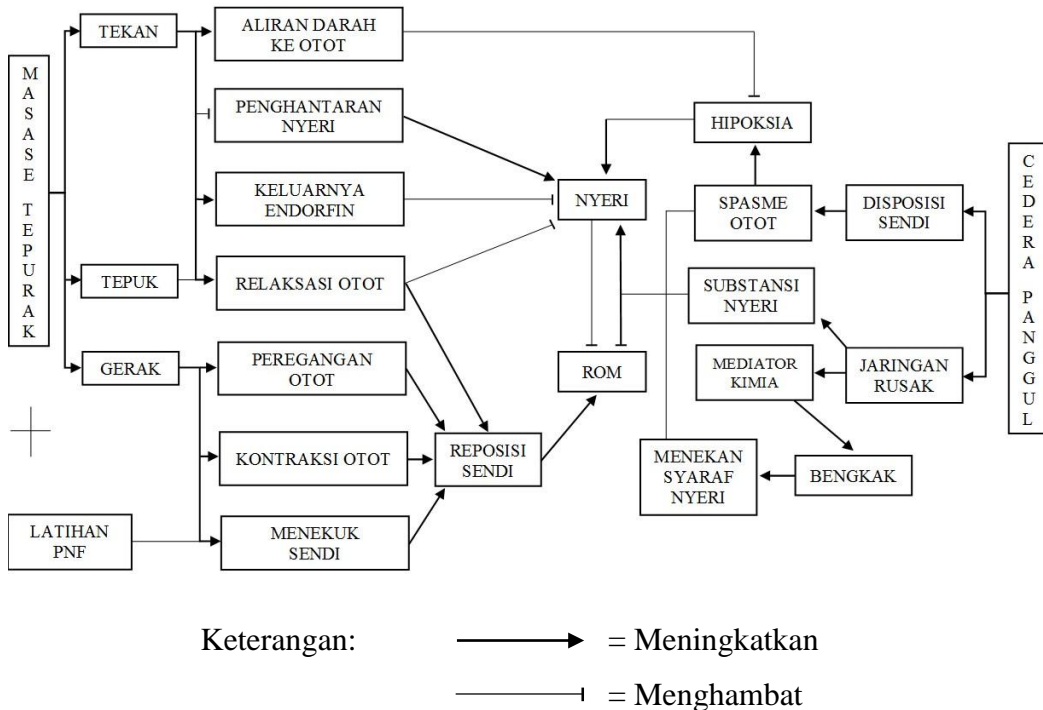 MASASE TEPURAK
TEKAN
TEPUK
GERAK
LATIHAN
PNF
ALIRAN DARAH
KE OTOT
PENGHANTARAN
NYERI
KELUARNYA
ENDORFIN
RELAKSASI OTOT
PEREGANGAN
OTOT
KONTRAKSI OTOT
MENEKUK
SENDI
REPOSISI
SENDI
NYERI
ROM
HIPOKSIA
SPASME
OTOT
DISPOSISI
SENDI
SUBSTANSI
NYERI
MEDIATOR
KIMIA
JARINGAN
RUSAK
MENEKAN
SYARAF
NYERI
BENGKAK
CEDERA PANGGUL
Keterangan:
= Meningkatkan
= Menghambat